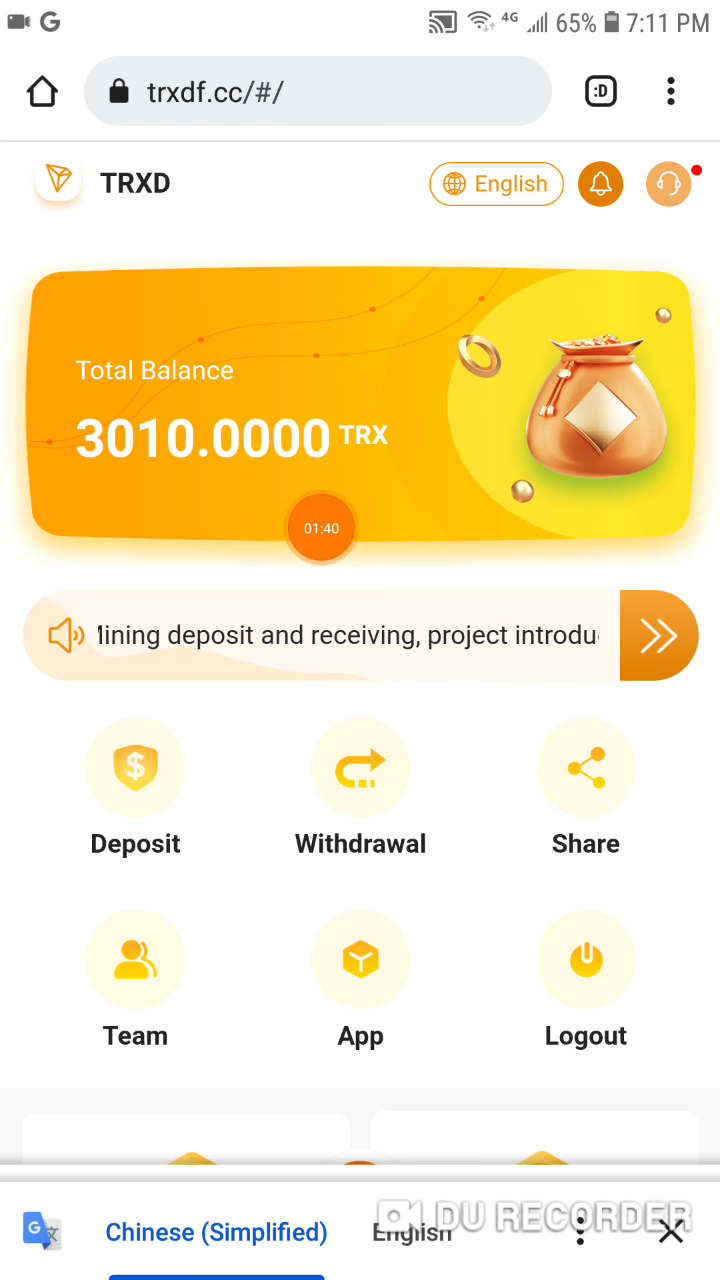 4G 65% 7:11 PM
trxdf.cc/#/ :D
TRXD English
Total Balance
3010.0000 TRX
01:40
ining deposit and receiving, project introdu
Deposit Withdrawal Share
Team App Logout
Chinese (Simplified) English
DU RECORDER